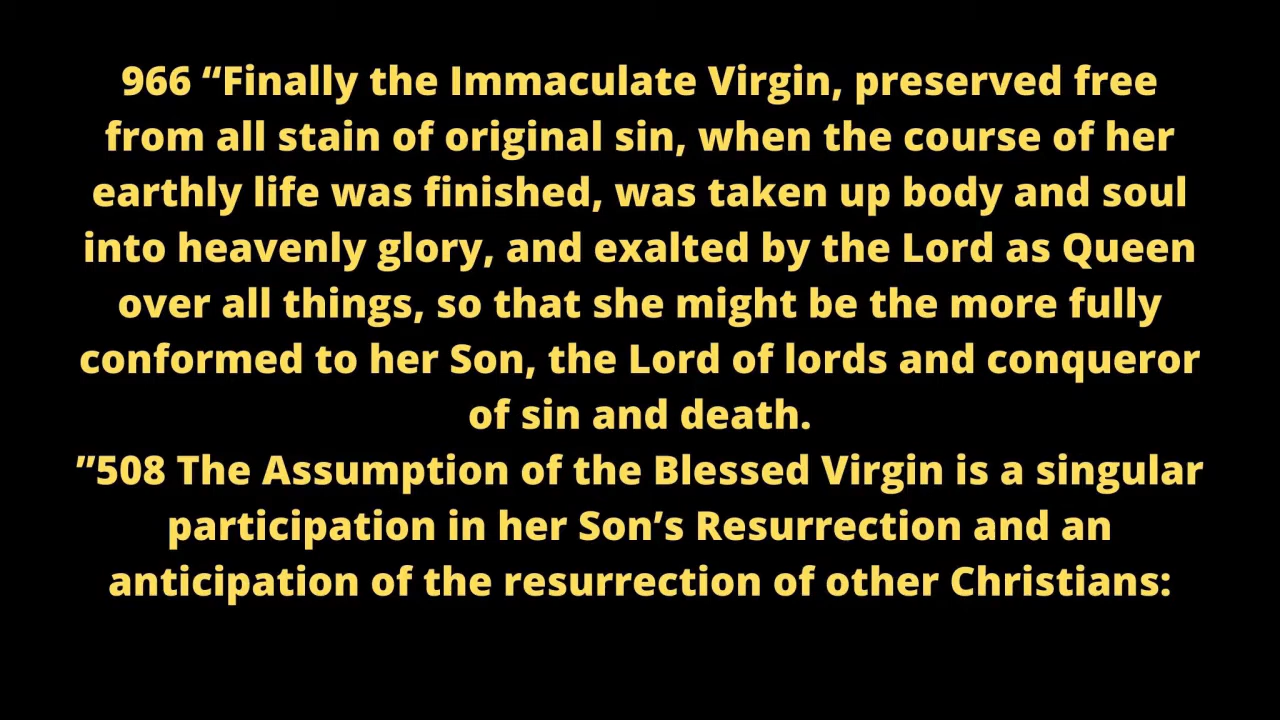 966 “Finally the Immaculate Virgin, preserved free
from all stain of original sin, when the course of her
earthly life was finished, was taken up body and soul
into heavenly glory, and exalted by the Lord as Queen
over all things, so that she might be the more fully
conformed to her Son, the Lord of lords and conqueror
of sin and death.
”508 The Assumption of the Blessed Virgin is a singular
participation in her Son’s Resurrection and an
anticipation of the resurrection of other Christians: